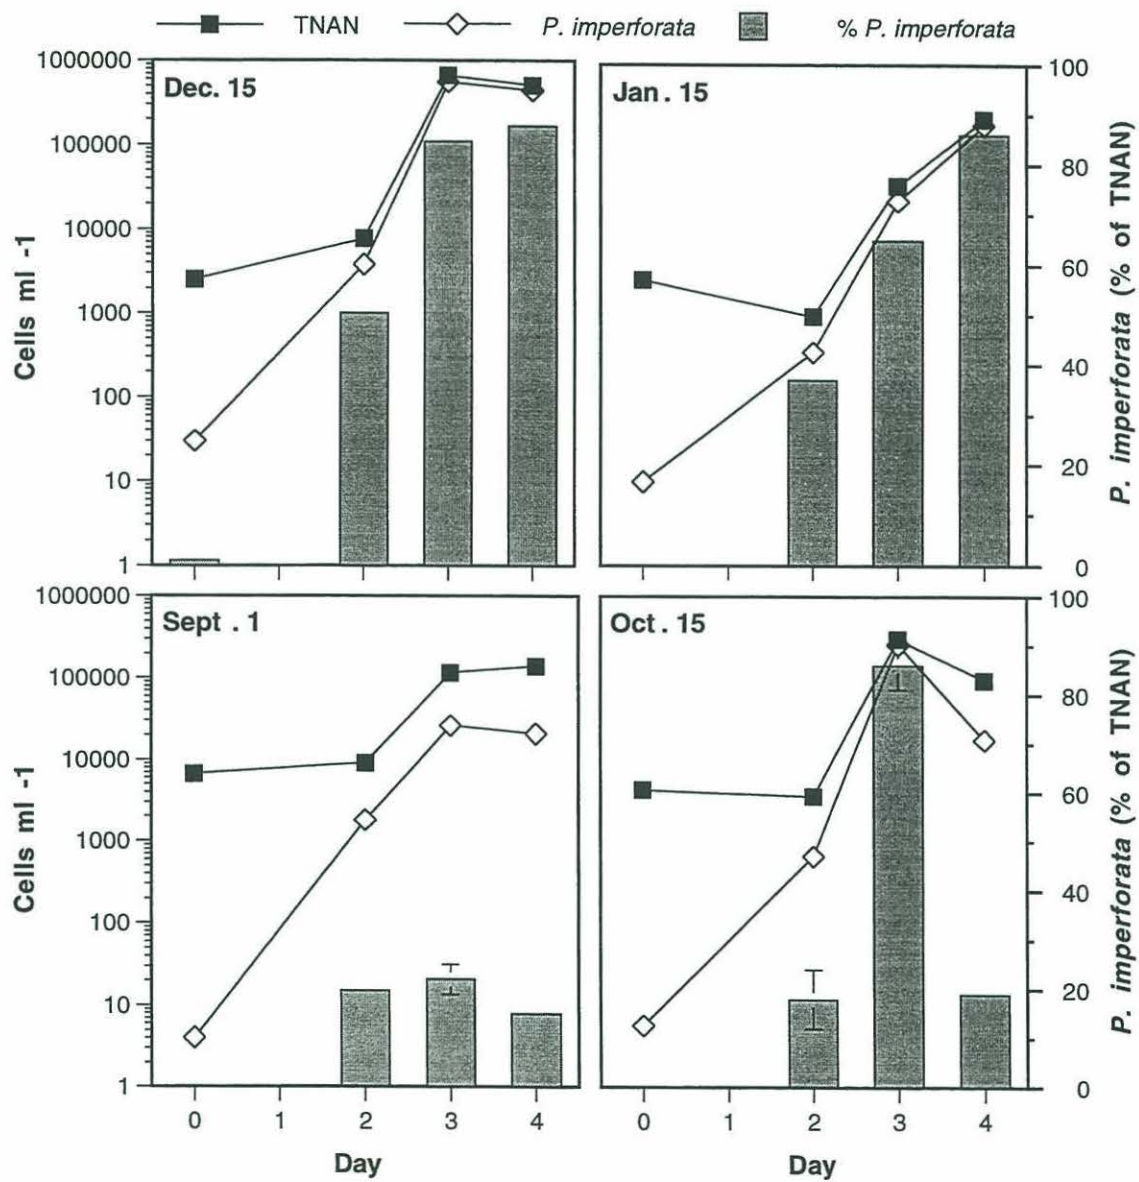 TNAN P. imperforata % P. imperforata
Dec. 15
Jan. 15
1000000
100000
10000
1000
100
10
1
Cells ml -1
100
80
60
40
20
0
P. imperforata (% of TNAN)
Sept. 1
Oct. 15
1000000
100000
10000
1000
100
10
1
Cells ml -1
100
80
60
40
20
0
P. imperforata (% of TNAN)
0 1 2 3 4
0 1 2 3 4
Day
Day